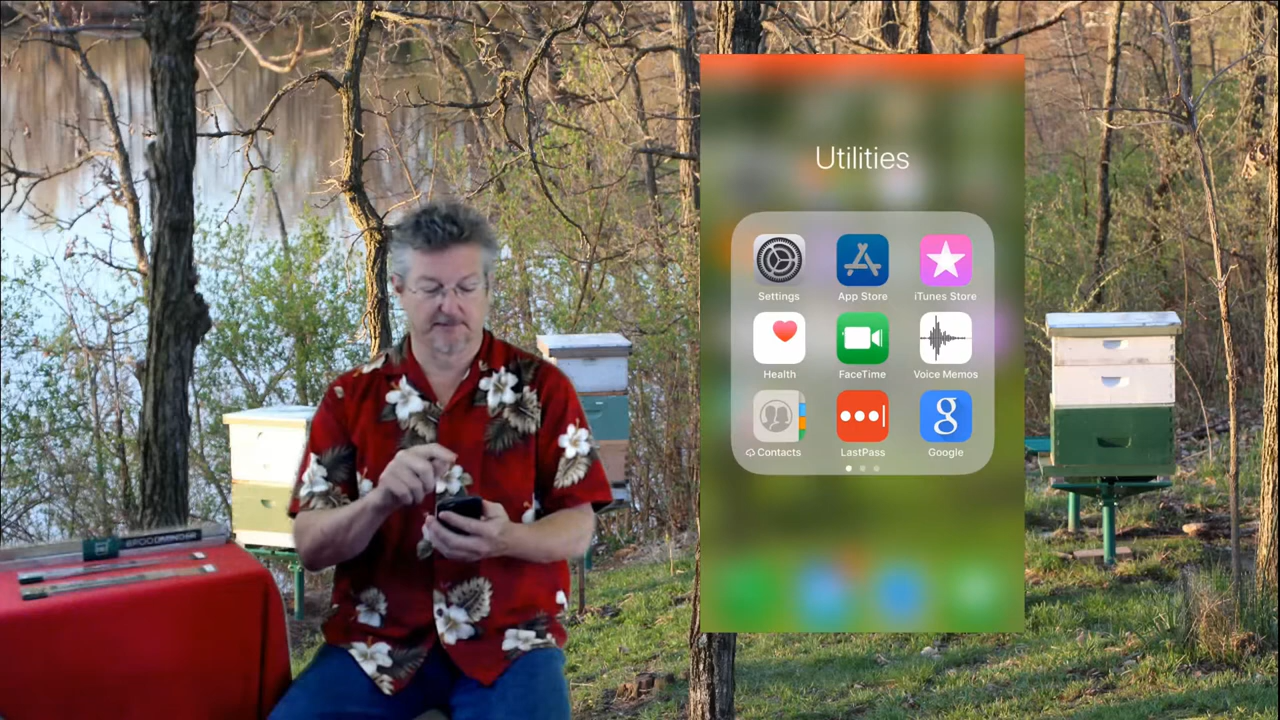 BROODMINDER
Utilities
Settings
App Store
iTunes Store
Health
FaceTime
Voice Memos
Contacts
LastPass
Google